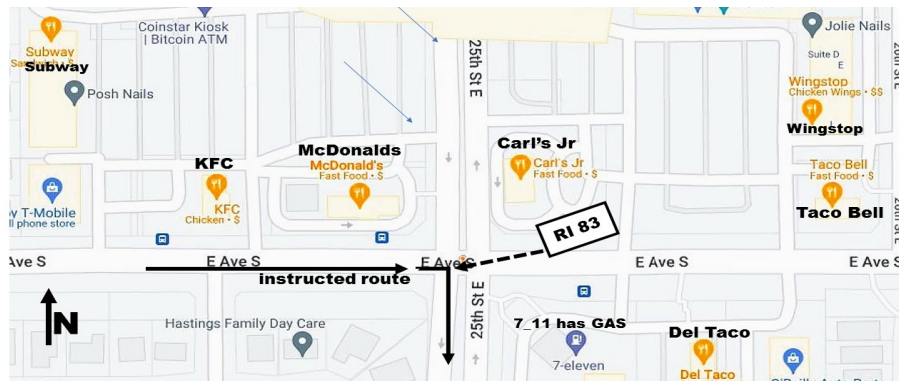 Coinstar Kiosk
| Bitcoin ATM
Subway
Subway
Posh Nails
25th St E
Jolie Nails
Suite D
E
Wingstop
Chicken Wings • $$
Wingstop
KFC
KFC
Chicken • $
McDonalds
McDonald's
Fast Food • $
Carl's Jr
Carl's Jr
Fast Food • $
Taco Bell
Fast Food • $
Taco Bell
y T-Mobile
ll phone store
RI 83
Ave S
E Ave S
E Ave S
E Ave S
E Ave S
instructed route
N
25th St E
Hastings Family Day Care
7_11 has GAS
7-eleven
Del Taco
Del Taco